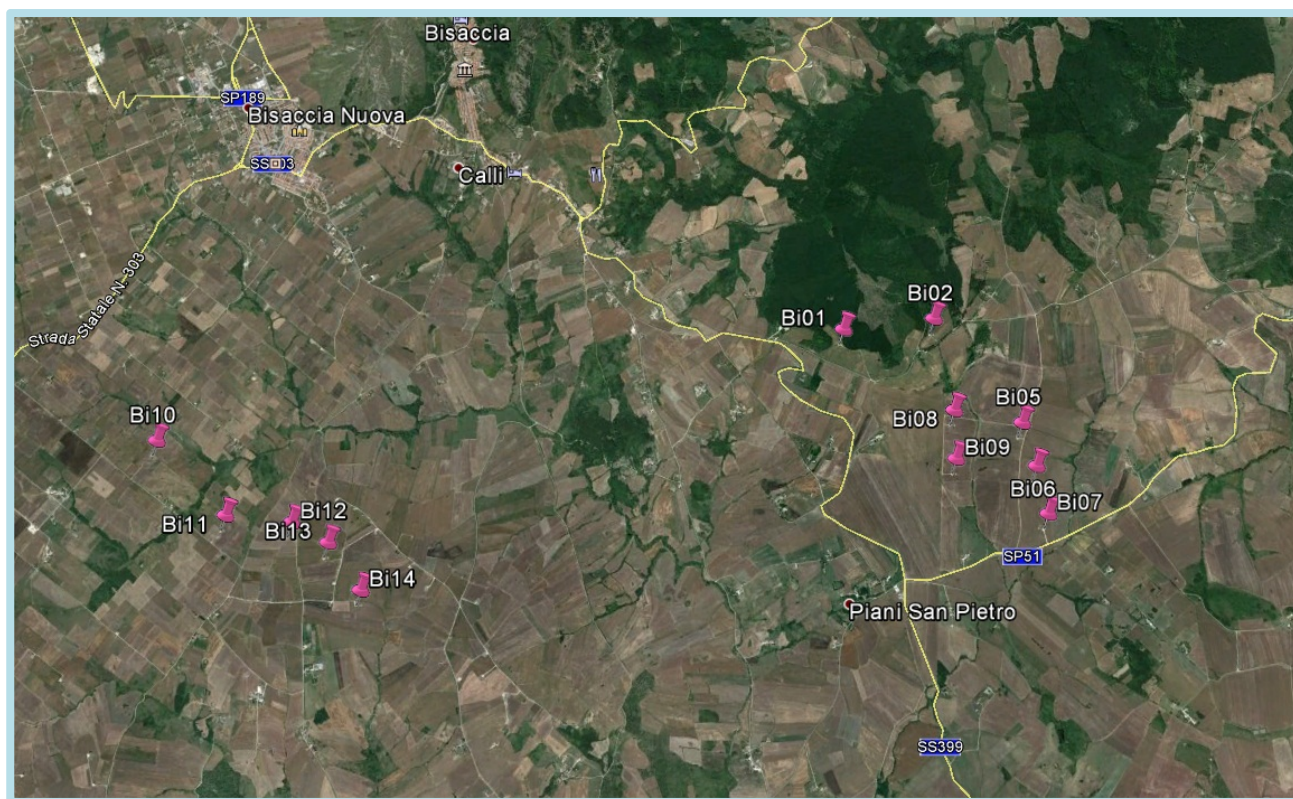 Bisaccia
SP189
Bisaccia Nuova
SS303
Calli
Strada Statale N. 303
Bi02
Bi01
Bi05
Bi08
Bi10
Bi09
Bi06
Bi07
Bi12
Bi11
Bi13
SP51
Bi14
Piani San Pietro
SS399